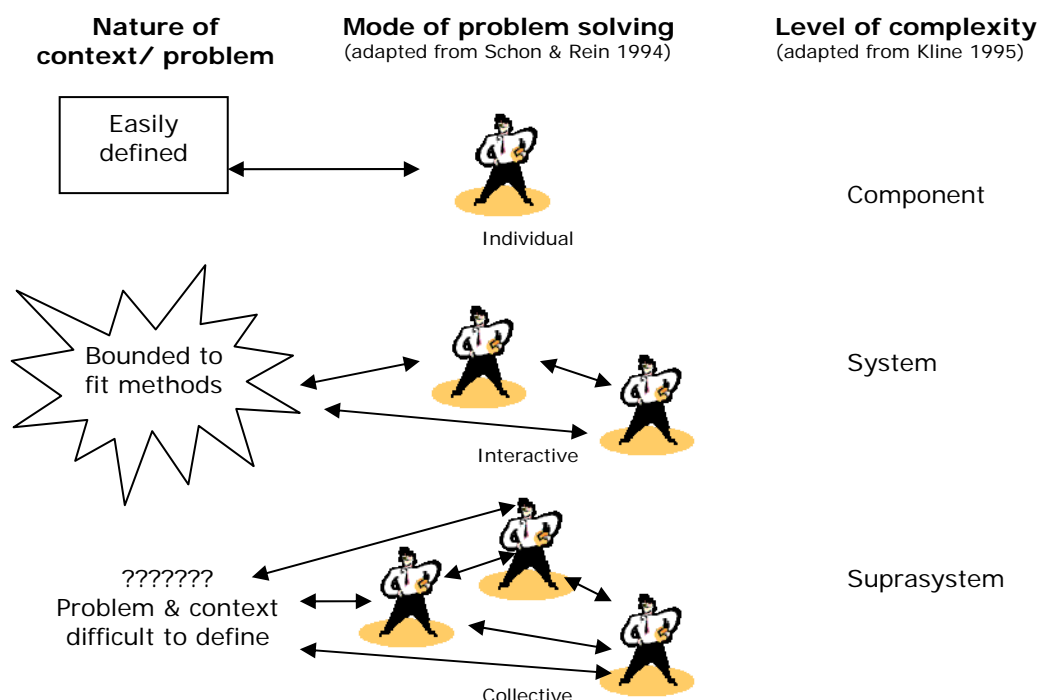 Nature of
context/ problem
Mode of problem solving
(adapted from Schon & Rein 1994)
Level of complexity
(adapted from Kline 1995)
Easily
defined
Individual
Component
Bounded to
fit methods
Interactive
System
???????
Problem & context
difficult to define
Collective
Suprasystem